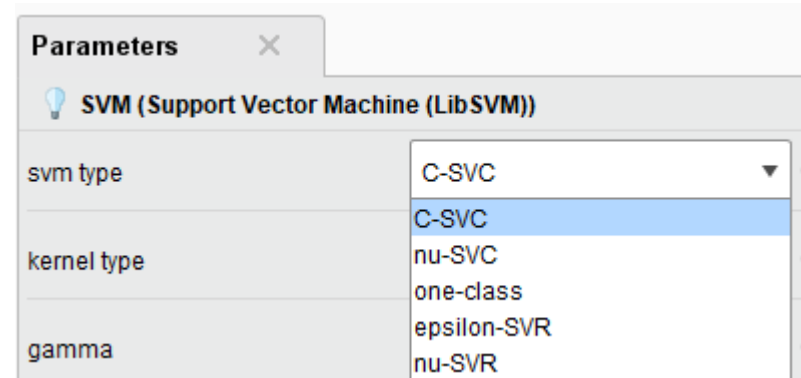 Parameters
SVM (Support Vector Machine (LibSVM))
svm type
C-SVC
C-SVC
nu-SVC
kernel type
one-class
epsilon-SVR
gamma
nu-SVR